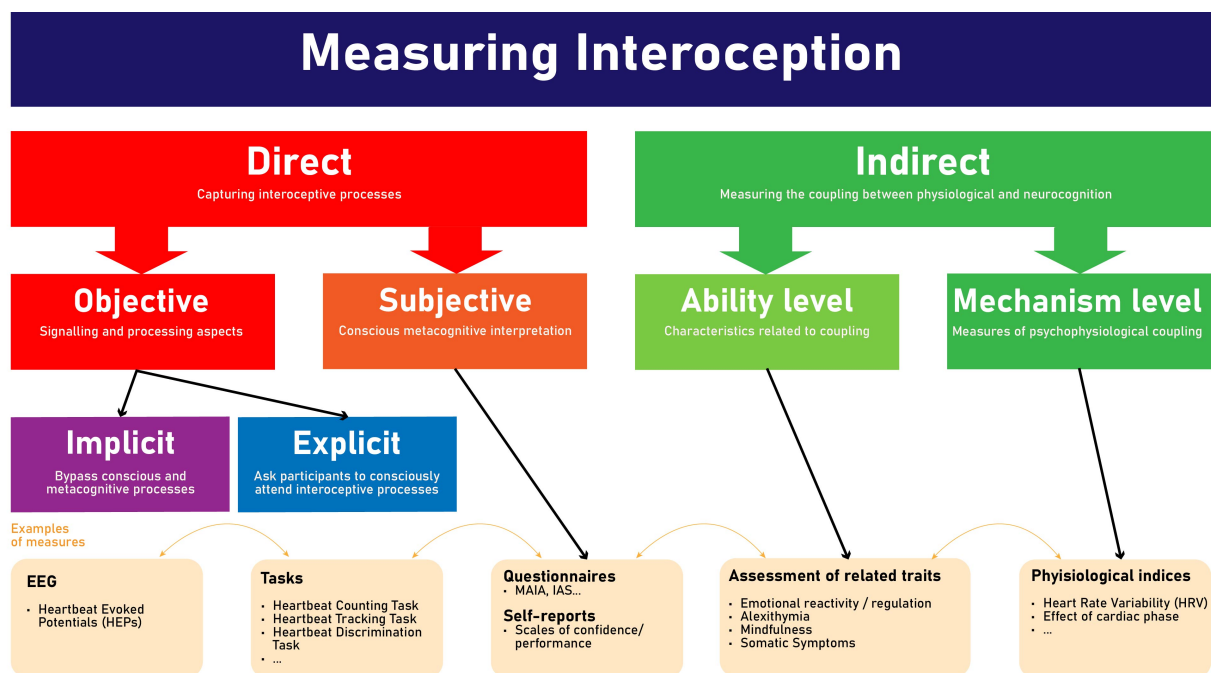 Measuring Interoception
Direct
Capturing interoceptive processes
Indirect
Measuring the coupling between physiological and neurocognition
Objective
Signalling and processing aspects
Subjective
Conscious metacognitive interpretation
Ability level
Characteristics related to coupling
Mechanism level
Measures of psychophysiological coupling
Implicit
Bypass conscious and
metacognitive processes
Explicit
Ask participants to consciously
attend interoceptive processes
Examples
of measures
EEG
• Heartbeat Evoked
Potentials (HEPs)
Tasks
• Heartbeat Counting Task
• Heartbeat Tracking Task
• Heartbeat Discrimination
Task
• ...
Questionnaires
• MAIA, IAS...
Self-reports
• Scales of confidence/
performance
Assessment of related traits
• Emotional reactivity / regulation
• Alexithymia
• Mindfulness
• Somatic Symptoms
Phyisiological indices
• Heart Rate Variability (HRV)
• Effect of cardiac phase
• ...